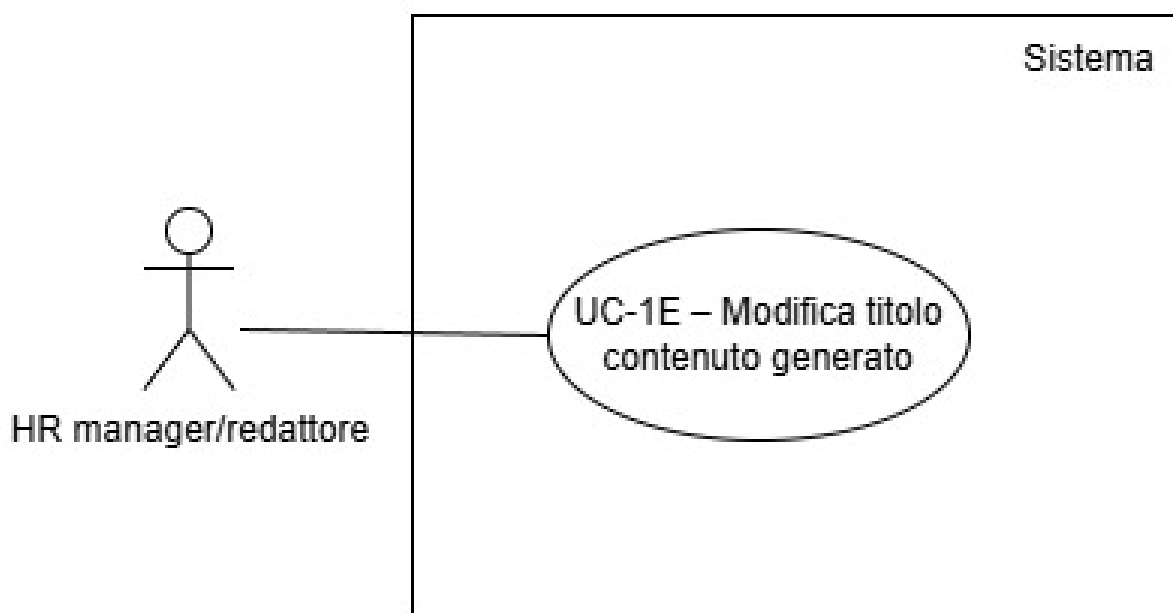 Sistema
UC-1E – Modifica titolo
contenuto generato
HR manager/redattore